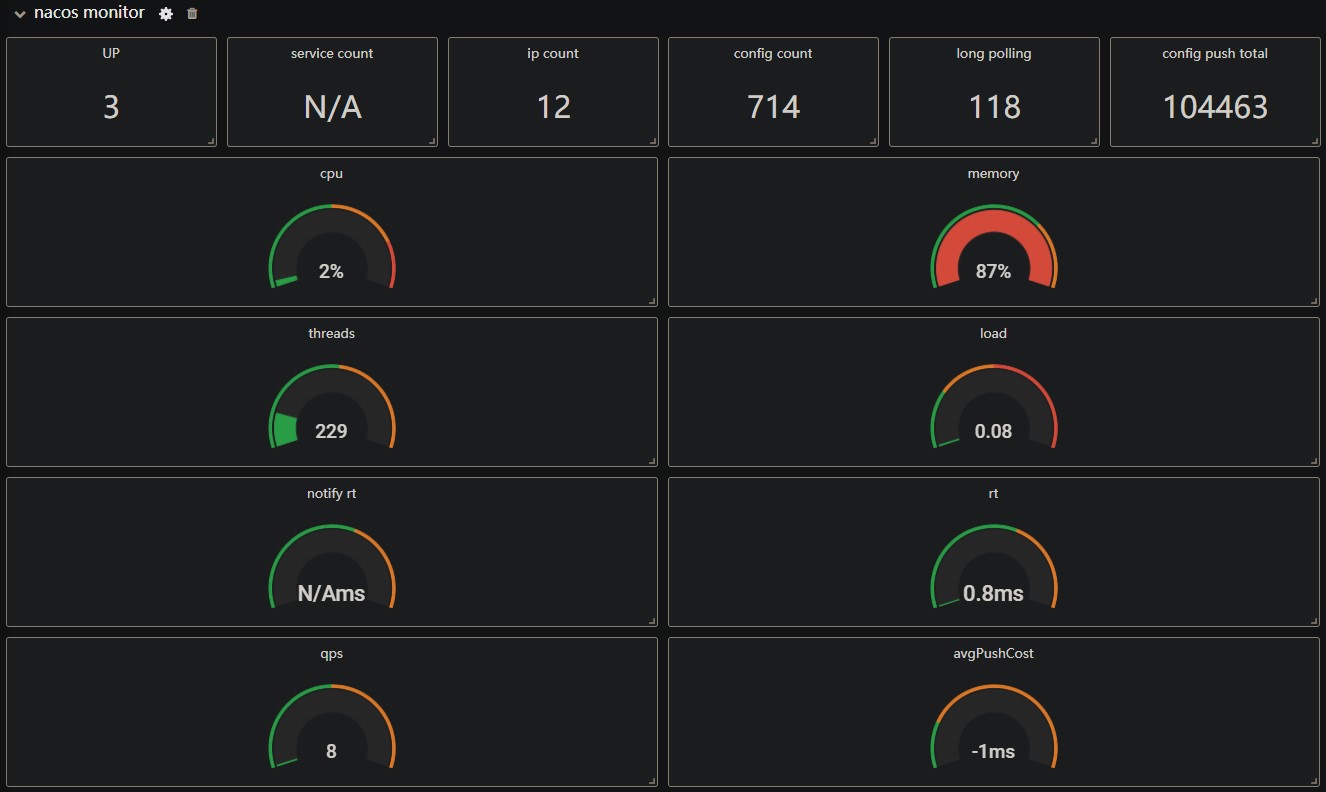 nacos monitor
UP
service count
ip count
config count
long polling
config push total
3
N/A
12
714
118
104463
cpu
memory
2%
87%
threads
load
229
0.08
notify rt
rt
N/Ams
0.8ms
qps
avgPushCost
8
-1ms